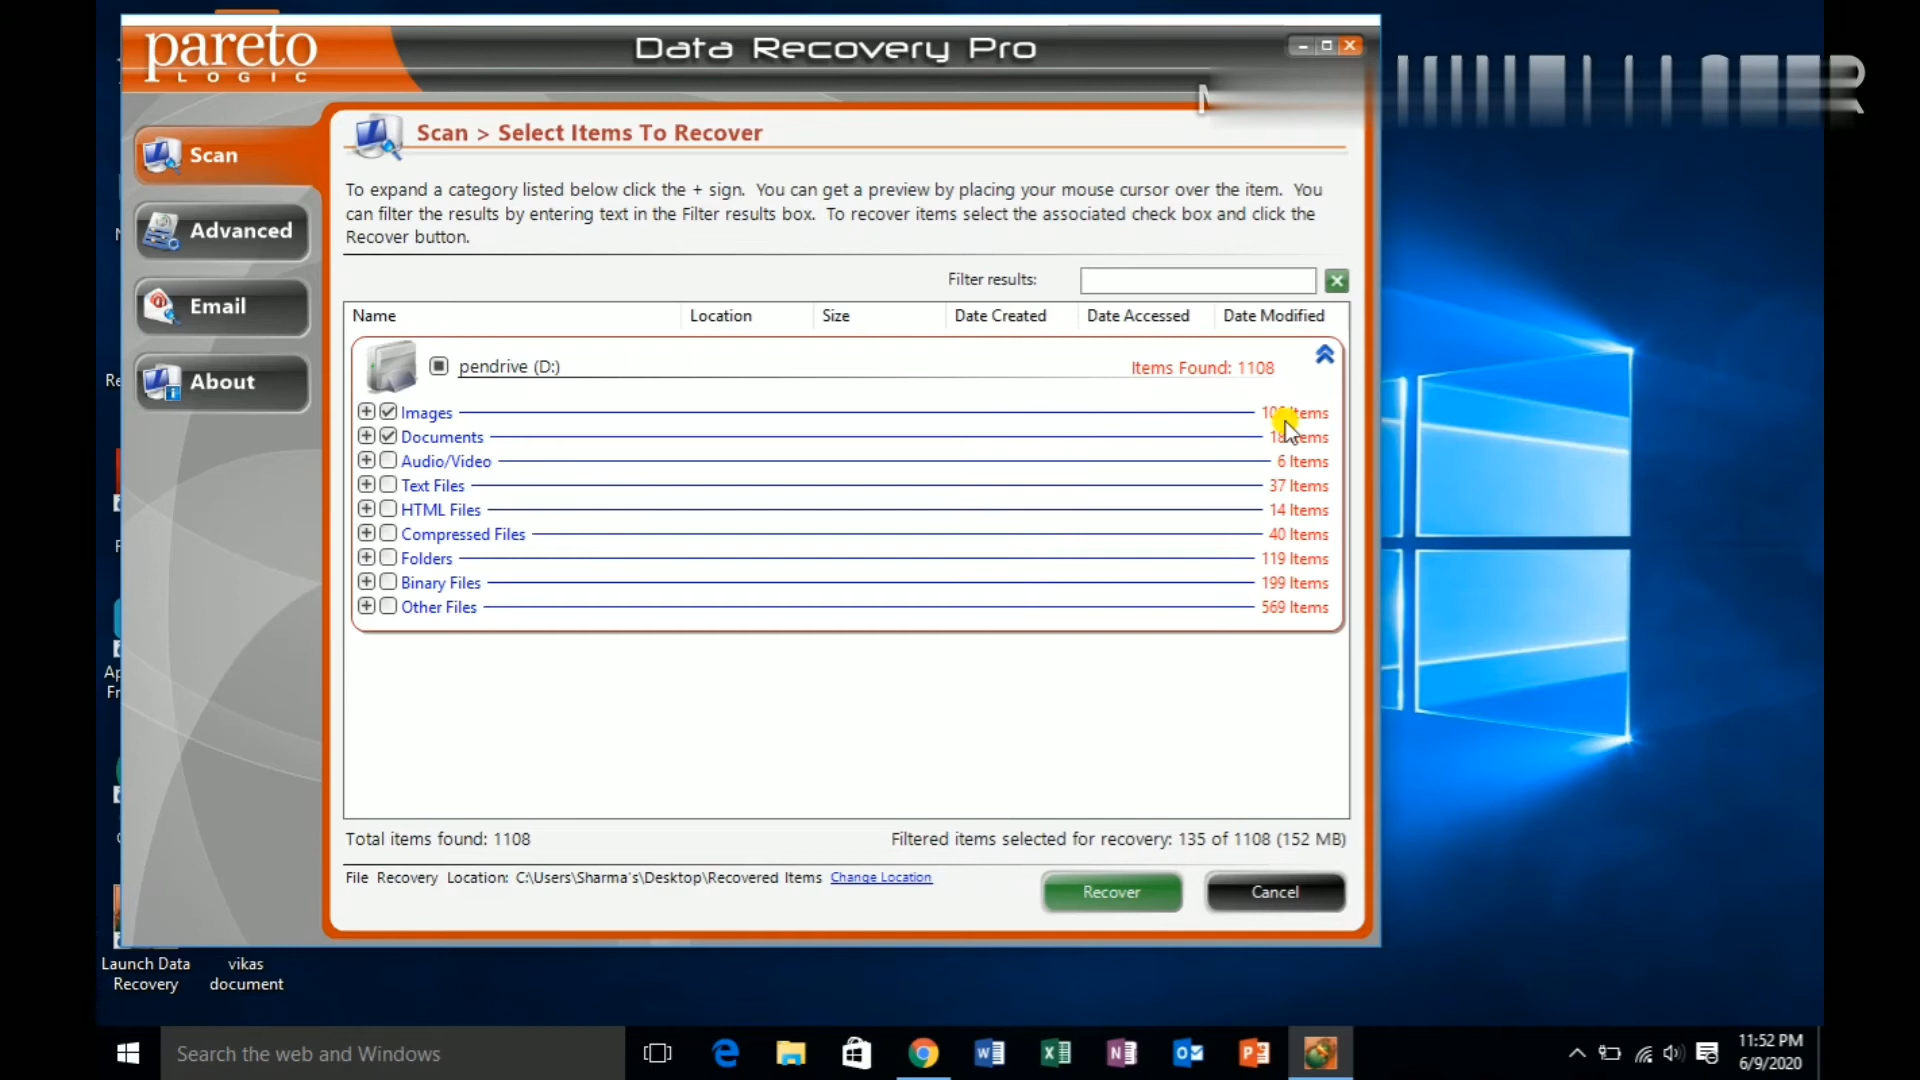 pareto
LOGIC
Data Recovery Pro
Scan
Advanced
Email
About
Scan > Select Items To Recover
To expand a category listed below click the + sign. You can get a preview by placing your mouse cursor over the item. You
can filter the results by entering text in the Filter results box. To recover items select the associated check box and click the
Recover button.
Filter results:
Name Location Size Date Created Date Accessed Date Modified
pendrive (D:) Items Found: 1108
Images
Documents
Audio/Video 6 Items
Text Files 37 Items
HTML Files 14 Items
Compressed Files 40 Items
Folders 119 Items
Binary Files 199 Items
Other Files 569 Items
Total items found: 1108 Filtered items selected for recovery: 135 of 1108 (152 MB)
File Recovery Location: C:\Users\Sharma's\Desktop\Recovered Items Change Location
Recover Cancel
Launch Data
Recovery
vikas
document
Search the web and Windows
11:52 PM
6/9/2020